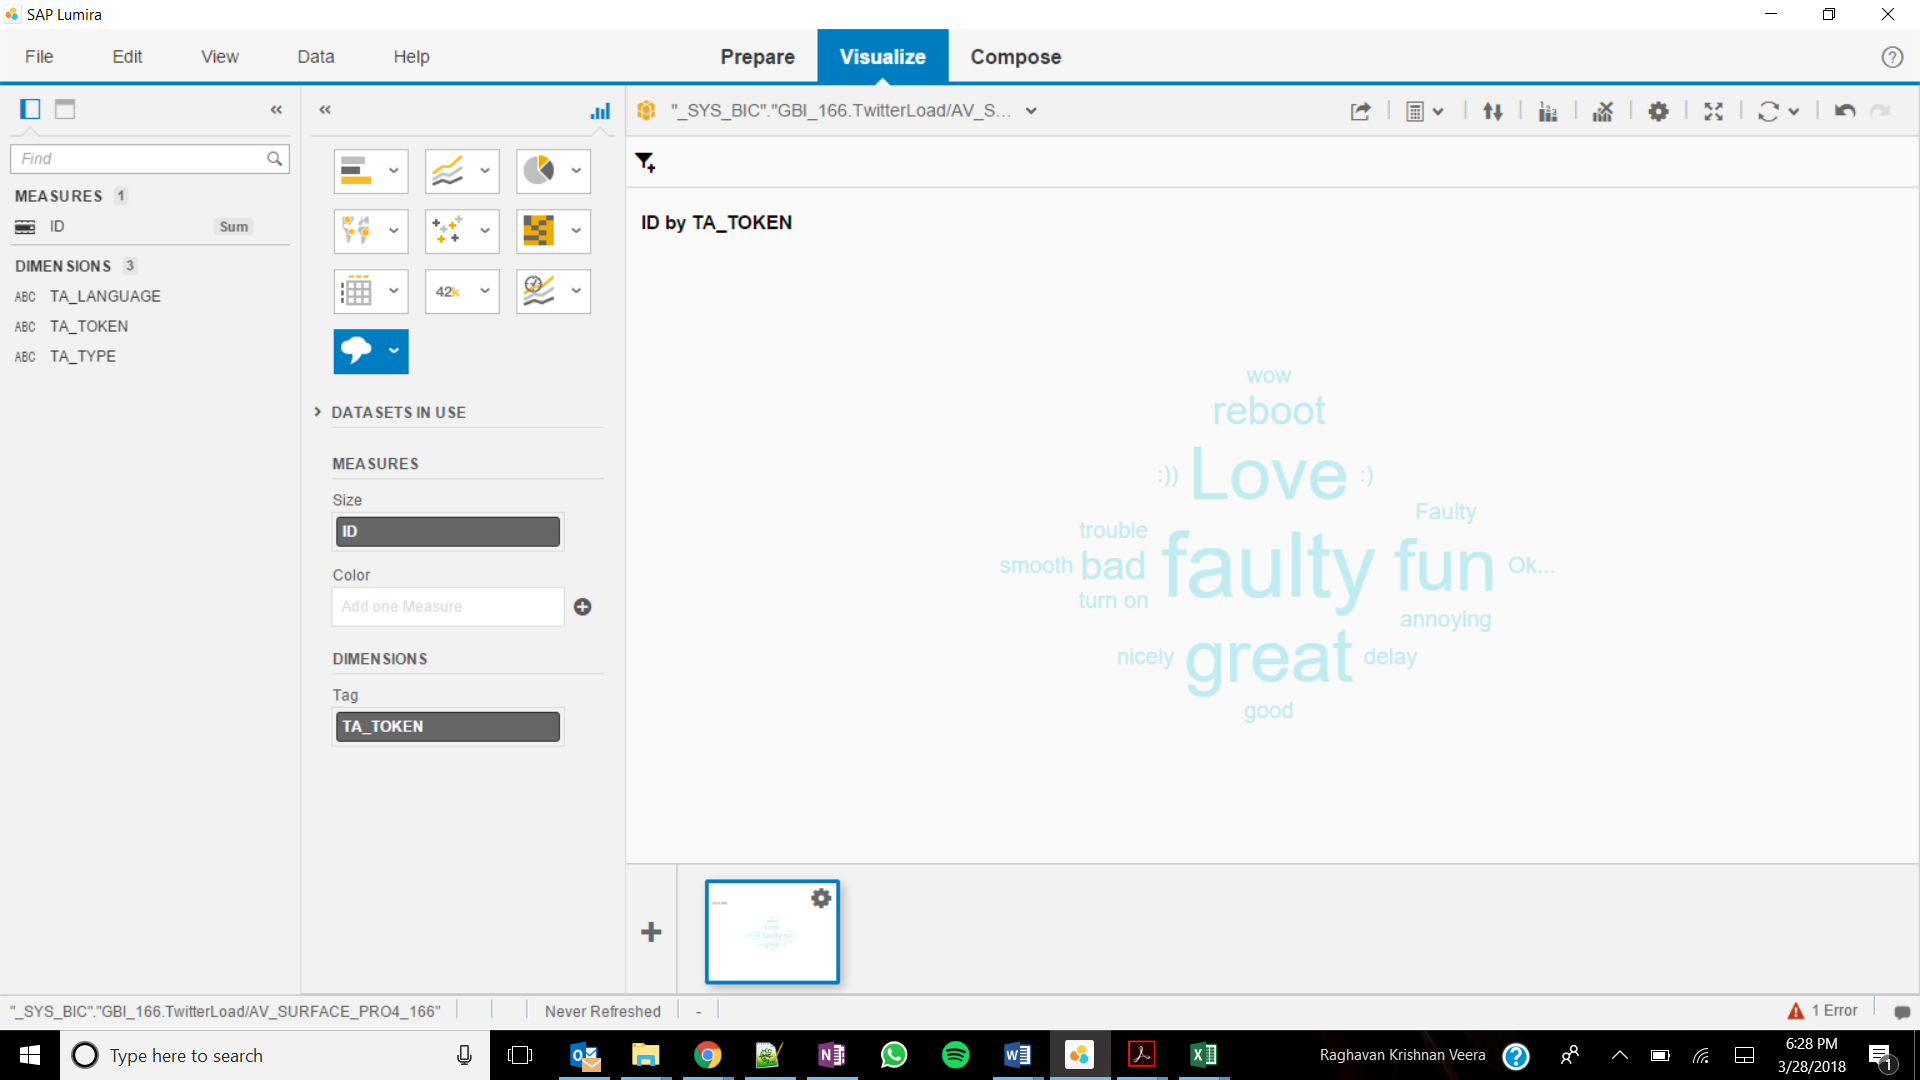 SAP Lumira
File Edit View Data Help
Prepare Visualize Compose
Find
MEASURES 1
ID Sum
DIMENSIONS 3
ABC TA_LANGUAGE
ABC TA_TOKEN
ABC TA_TYPE
42k
DATASETS IN USE
MEASURES
Size
ID
Color
Add one Measure
DIMENSIONS
Tag
TA_TOKEN
"_SYS_BIC"."GBI_166.TwitterLoad/AV_S...
ID by TA_TOKEN
wow
reboot
:)) Love :)
Faulty
trouble
smooth bad faulty fun Ok...
turn on
annoying
nicely great delay
good
"_SYS_BIC"."GBI_166.TwitterLoad/AV_SURFACE_PRO4_166" Never Refreshed - 1 Error
Type here to search
Raghavan Krishnan Veera
6:28 PM
3/28/2018
1